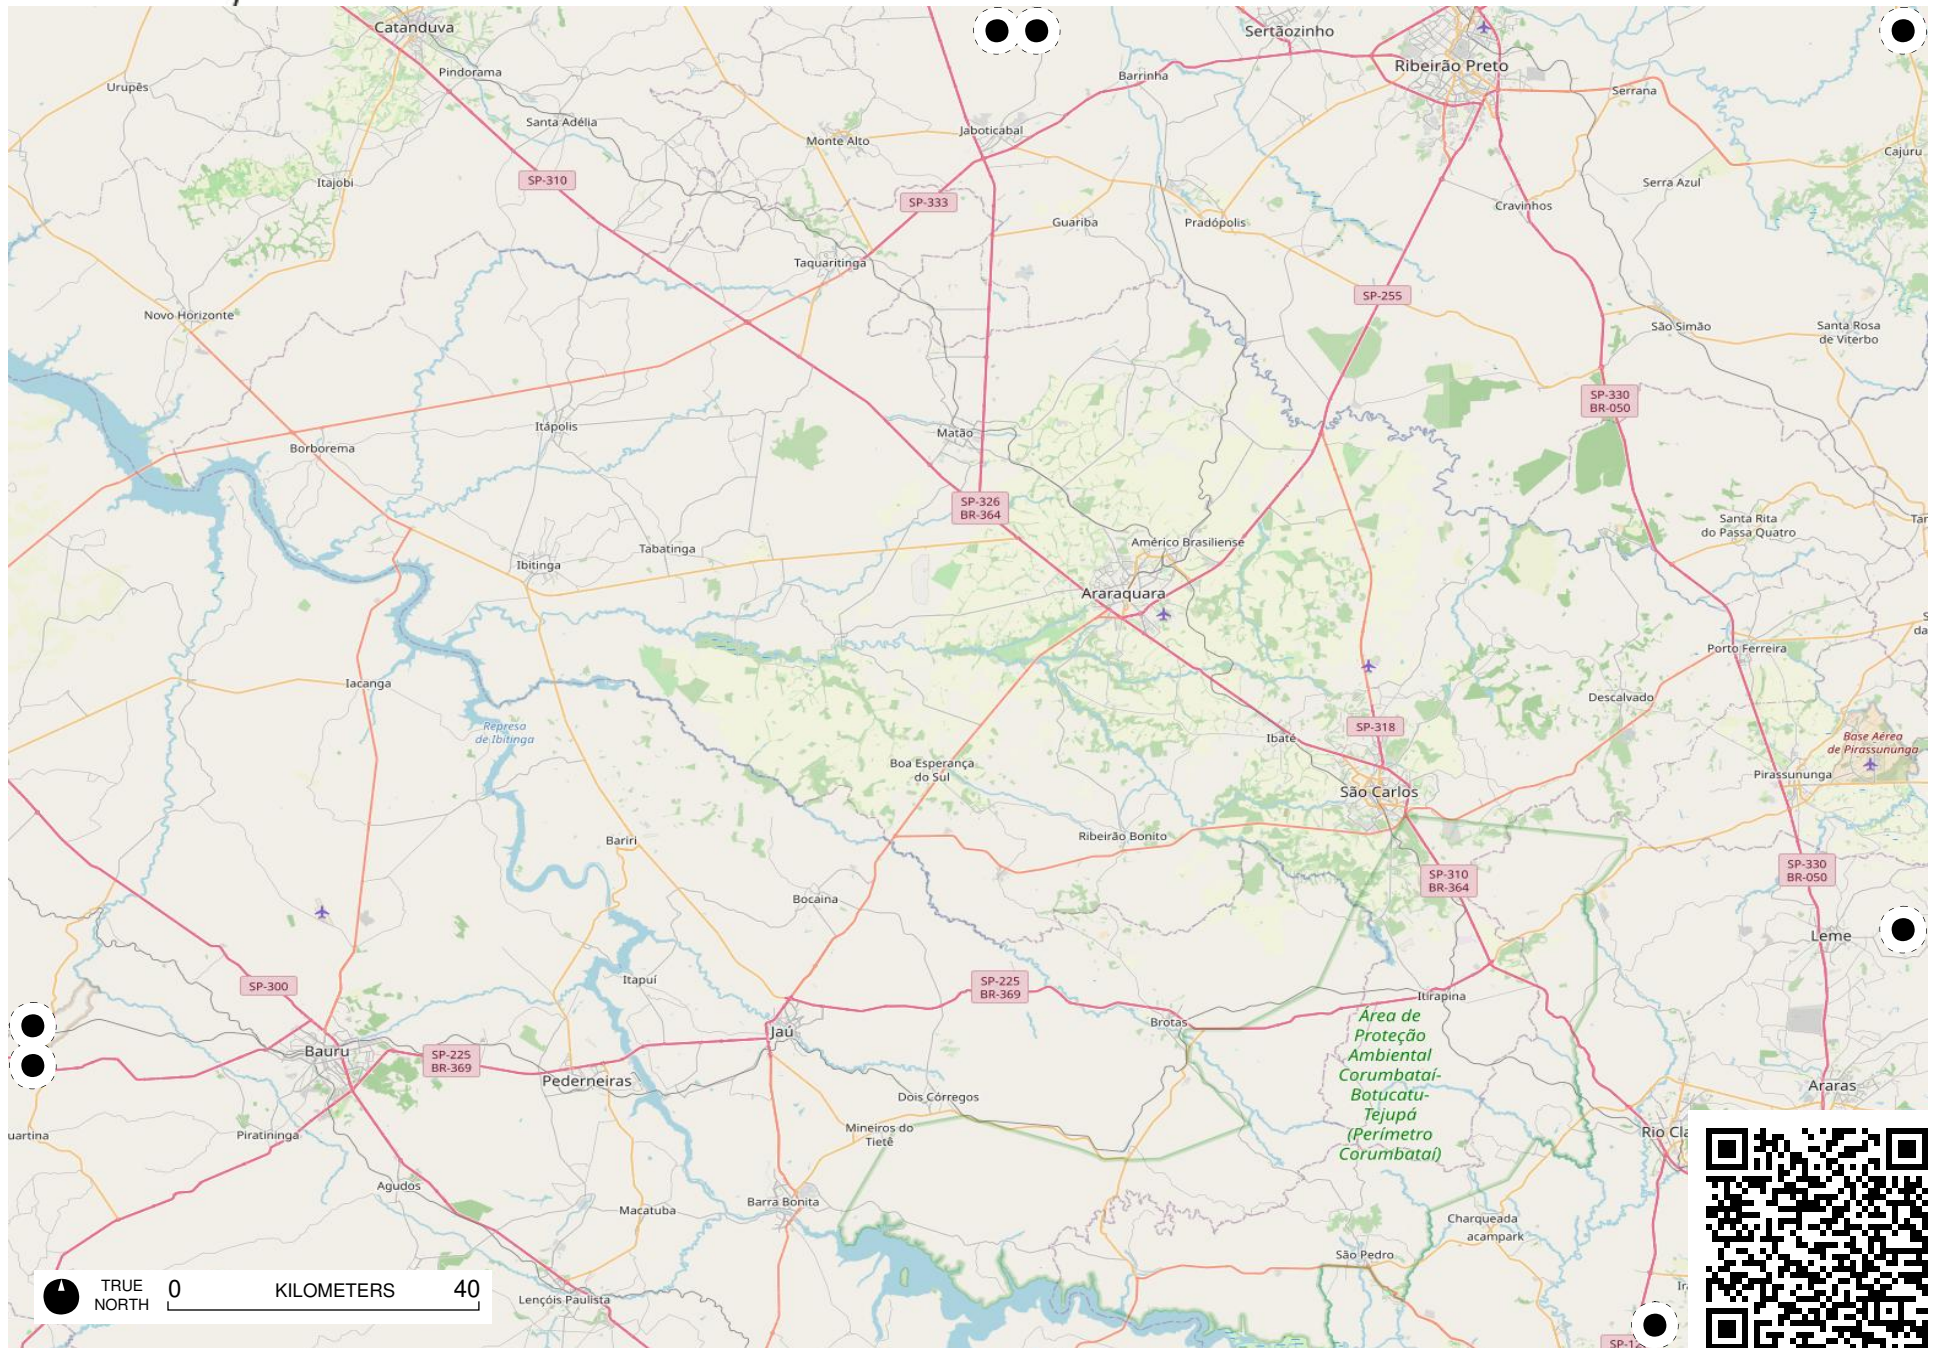 Catanduva
Sertãozinho
Ribeirão Preto
Pindorama
Barrinha
Urupês
Serrana
Santa Adélia
Monte Alto
Jaboticabal
Cajuru
Itajobi
SP-310
Serra Azul
SP-333
Cravinhos
Guariba
Pradópolis
Taquaritinga
SP-255
Novo Horizonte
São Simão
Santa Rosa
de Viterbo
SP-330
BR-050
Itápolis
Matão
Borborema
SP-326
BR-364
Santa Rita
do Passa Quatro
Tabatinga
Américo Brasiliense
Ibitinga
Araraquara
Porto Ferreira
Iacanga
Descalvado
Represa
de Ibitinga
SP-318
Ibaté
Base Aérea
de Pirassununga
Boa Esperança
do Sul
Pirassununga
São Carlos
Bariri
Ribeirão Bonito
SP-310
BR-364
SP-330
BR-050
Bocaina
Leme
Itapuí
SP-300
SP-225
BR-369
Itirapina
Brotas
Jaú
Área de
Proteção
Ambiental
Corumbataí-
Botucatu-
Tejupá
(Perímetro
Corumbataí)
Bauru
SP-225
BR-369
Pederneiras
Araras
Dois Córregos
Mineiros do
Tietê
uartina
Piratininga
Rio Cla
Agudos
Barra Bonita
Macatuba
Charqueada
acampark
São Pedro
TRUE
NORTH
0 KILOMETERS 40
Lençóis Paulista